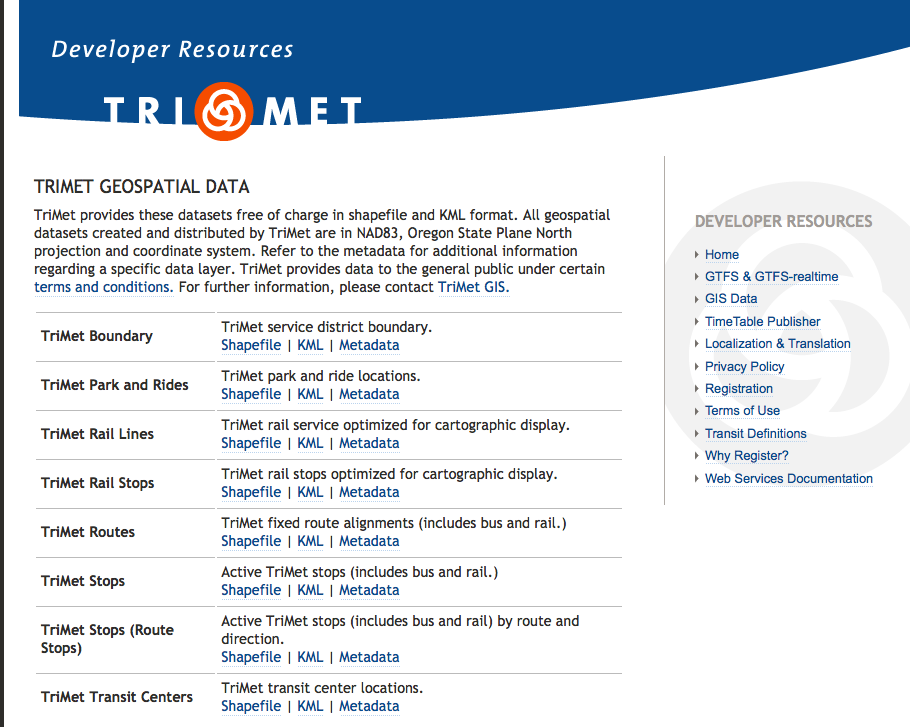 Developer Resources
TRIMET
TRIMET GEOSPATIAL DATA
TriMet provides these datasets free of charge in shapefile and KML format. All geospatial
datasets created and distributed by TriMet are in NAD83, Oregon State Plane North
projection and coordinate system. Refer to the metadata for additional information
regarding a specific data layer. TriMet provides data to the general public under certain
terms and conditions. For further information, please contact TriMet GIS.
TriMet Boundary
TriMet service district boundary.
Shapefile | KML | Metadata
TriMet Park and Rides
TriMet park and ride locations.
Shapefile | KML | Metadata
TriMet Rail Lines
TriMet rail service optimized for cartographic display.
Shapefile | KML | Metadata
TriMet Rail Stops
TriMet rail stops optimized for cartographic display.
Shapefile | KML | Metadata
TriMet Routes
TriMet fixed route alignments (includes bus and rail.)
Shapefile | KML | Metadata
TriMet Stops
Active TriMet stops (includes bus and rail.)
Shapefile | KML | Metadata
TriMet Stops (Route
Stops)
Active TriMet stops (includes bus and rail) by route and
direction.
Shapefile | KML | Metadata
TriMet Transit Centers
TriMet transit center locations.
Shapefile | KML | Metadata
DEVELOPER RESOURCES
Home
GTFS & GTFS-realtime
GIS Data
TimeTable Publisher
Localization & Translation
Privacy Policy
Registration
Terms of Use
Transit Definitions
Why Register?
Web Services Documentation